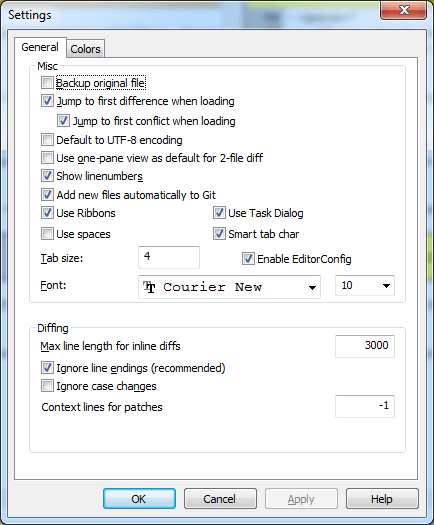 Settings
General Colors
Misc
Backup original file
Jump to first difference when loading
Jump to first conflict when loading
Default to UTF-8 encoding
Use one-pane view as default for 2-file diff
Show linenumbers
Add new files automatically to Git
Use Ribbons Use Task Dialog
Use spaces Smart tab char
Tab size: 4 Enable EditorConfig
Font: Courier New 10
Diffing
Max line length for inline diffs 3000
Ignore line endings (recommended)
Ignore case changes
Context lines for patches -1
OK Cancel Apply Help